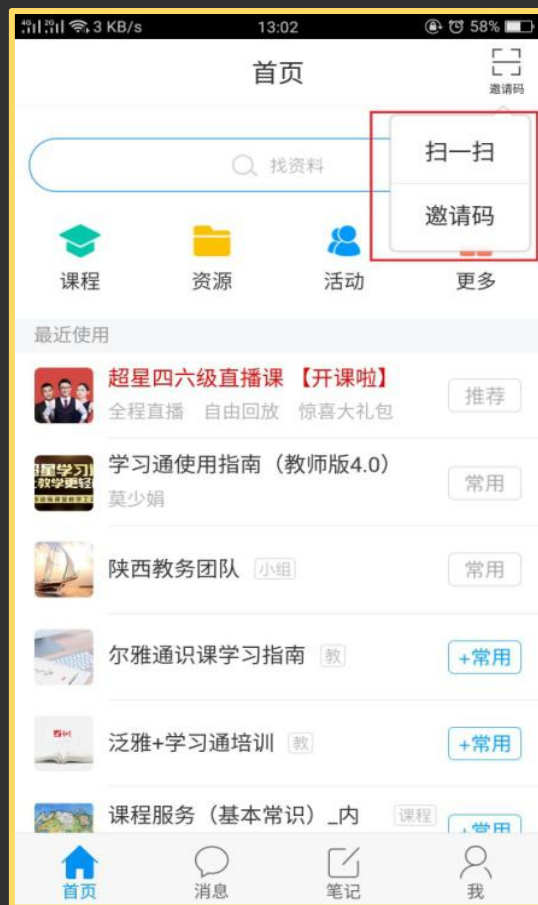 4G 2G 3 KB/s 13:02 58%
首页
邀请码
扫一扫
找资料
邀请码
课程 资源 活动 更多
最近使用
超星四六级直播课 【开课啦】
推荐
全程直播 自由回放 惊喜大礼包
学习通使用指南（教师版4.0）
常用
莫少娟
陕西教务团队 小组 常用
尔雅通识课学习指南 教 +常用
泛雅+学习通培训 教 +常用
课程服务（基本常识）_内 课程
+常用
首页 消息 笔记 我